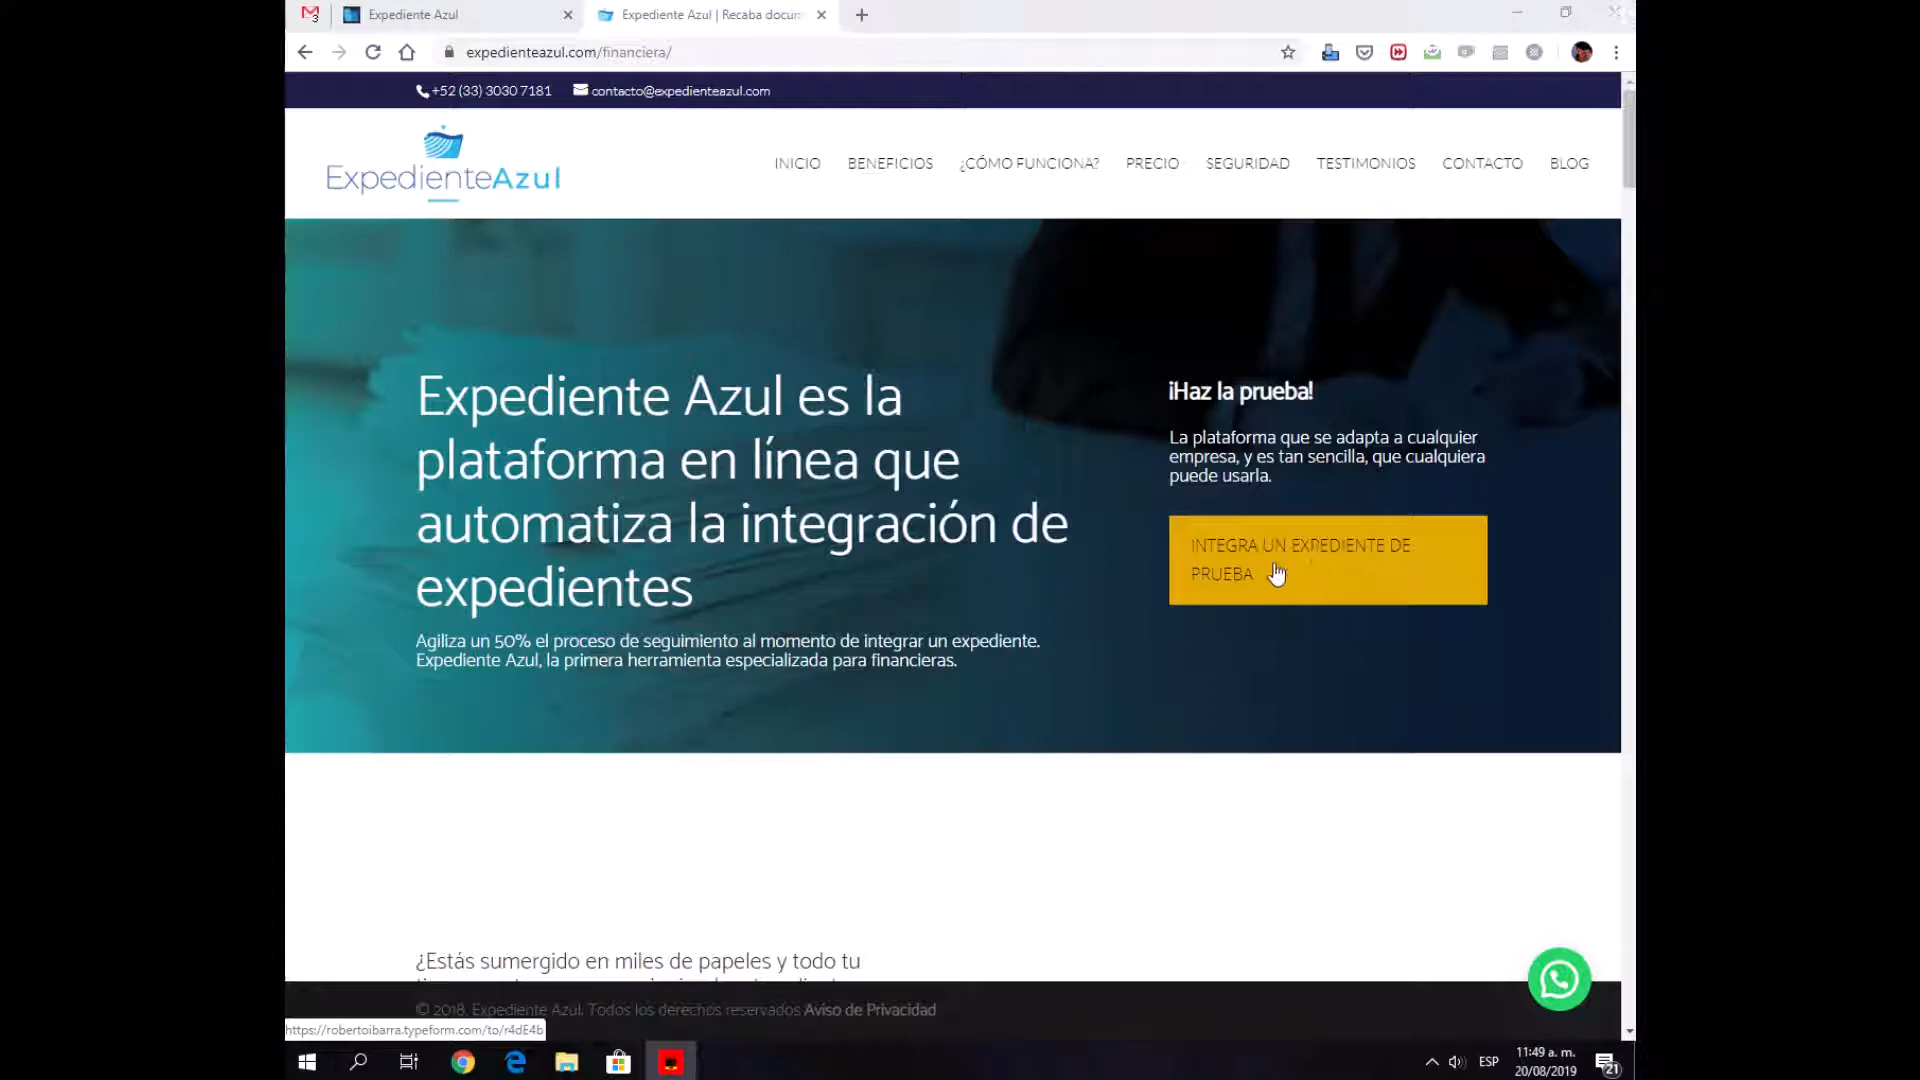 Expediente Azul
Expediente Azul | Recaba docum
expedienteazul.com/financiera/
+52 (33) 3030 7181 contacto@expedienteazul.com
ExpedienteAzul
INICIO BENEFICIOS ¿CÓMO FUNCIONA? PRECIO SEGURIDAD TESTIMONIOS CONTACTO BLOG
Expediente Azul es la
plataforma en línea que
automatiza la integración de
expedientes
Agiliza un 50% el proceso de seguimiento al momento de integrar un expediente.
Expediente Azul, la primera herramienta especializada para financieras.
¡Haz la prueba!
La plataforma que se adapta a cualquier
empresa, y es tan sencilla, que cualquiera
puede usarla.
INTEGRA UN EXPEDIENTE DE
PRUEBA
¿Estás sumergido en miles de papeles y todo tu
© 2018. Expediente Azul. Todos los derechos reservados Aviso de Privacidad
https://robertoibarra.typeform.com/to/r4dE4b
ESP
11:49 a. m.
20/08/2019
21